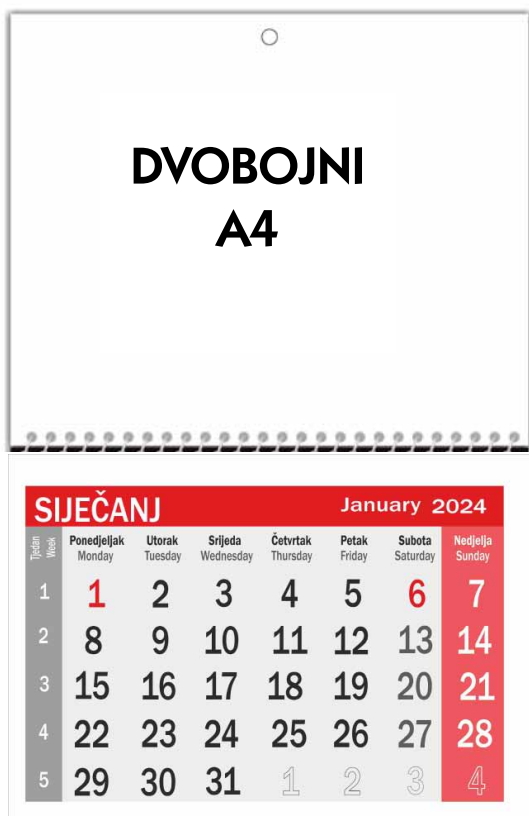 DVOBOJNI
A4
SIJEČANJ January 2024
Tjedan Week Ponedjeljak Utorak Srijeda Četvrtak Petak Subota Nedjelja
Monday Tuesday Wednesday Thursday Friday Saturday Sunday
1 1 2 3 4 5 6 7
2 8 9 10 11 12 13 14
3 15 16 17 18 19 20 21
4 22 23 24 25 26 27 28
5 29 30 31 1 2 3 4